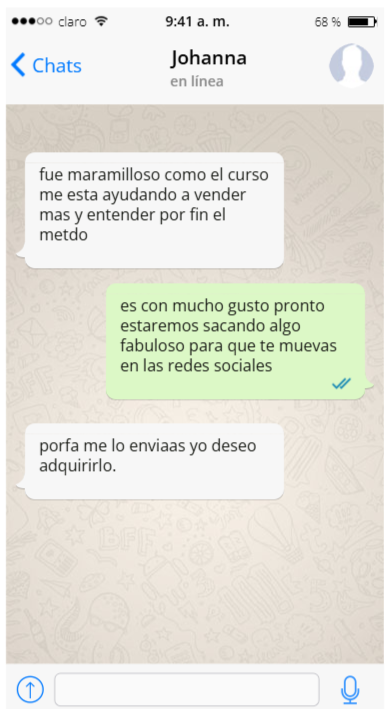 claro 9:41 a. m. 68 %
Chats
Johanna
en línea
fue maramilloso como el curso
me esta ayudando a vender
mas y entender por fin el
metdo
es con mucho gusto pronto
estaremos sacando algo
fabuloso para que te muevas
en las redes sociales
porfa me lo enviaas yo deseo
adquirirlo.
BFF